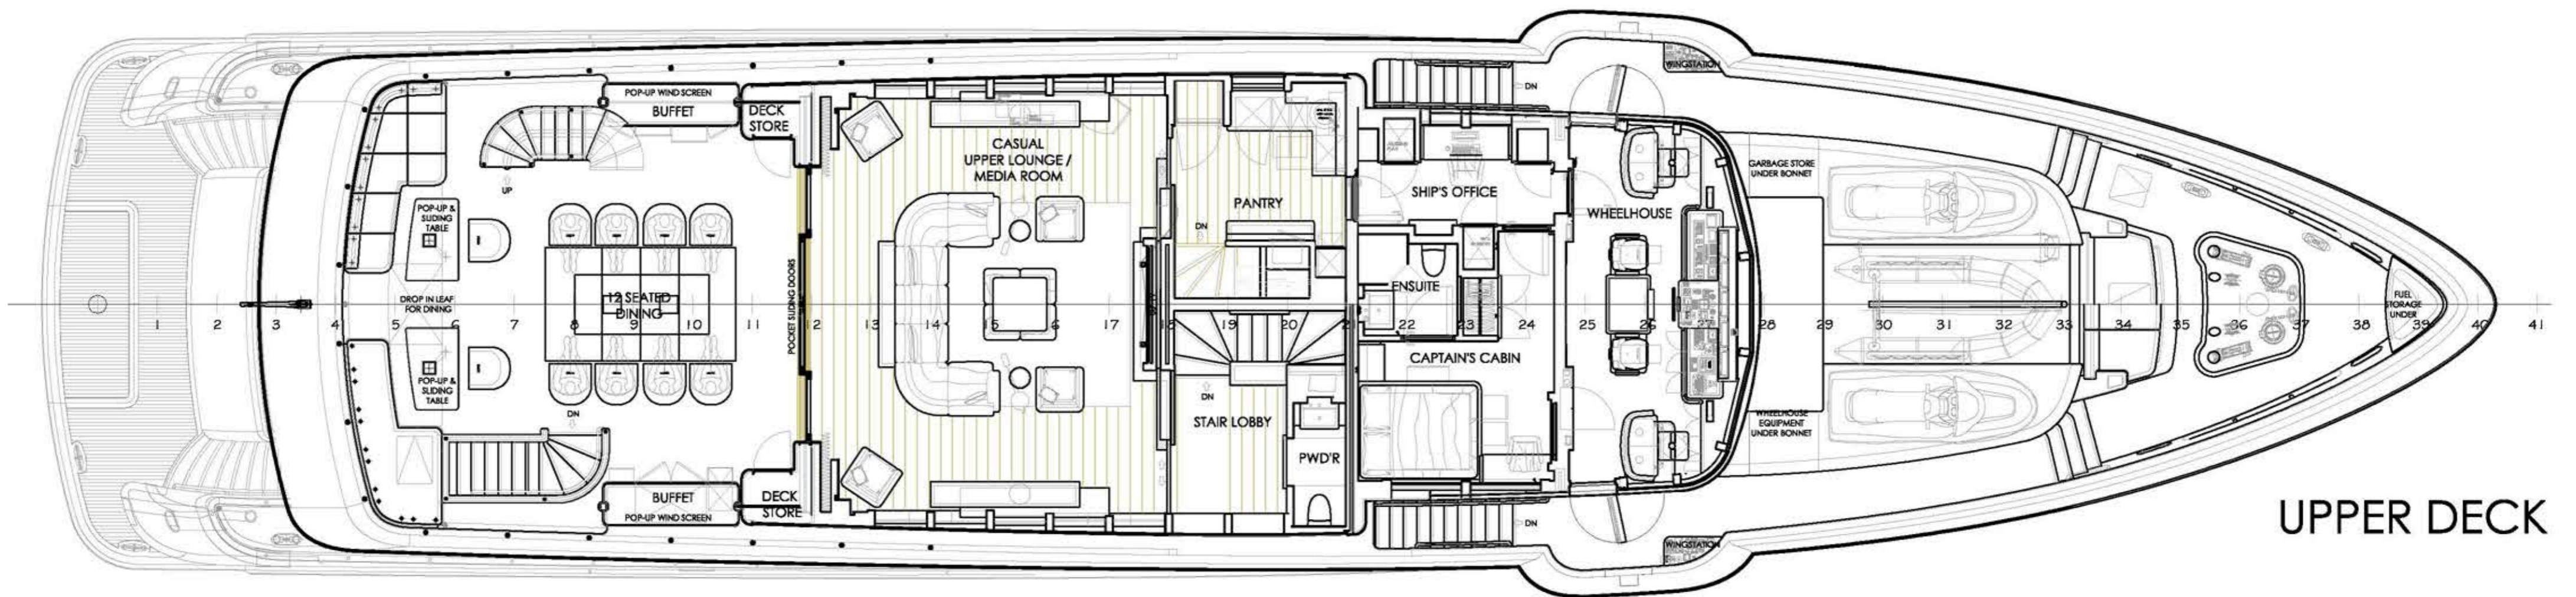 WINGSTATION
POP-UP WIND SCREEN
BUFFET
DECK
STORE
DN
CASUAL
UPPER LOUNGE /
MEDIA ROOM
UP
POP-UP &
SLIDING
TABLE
PANTRY
DN
SHIP'S OFFICE
WHEELHOUSE
GARBAGE STORE
UNDER BONNET
POCKET SLIDING DOORS
ENSUITE
DROP IN LEAF
FOR DINING
12 SEATED
DINING
FUEL
STORAGE
UNDER
1 2 3 4 5 6 7 8 9 10 11 12 13 14 15 16 17 18 19 20 21 22 23 24 25 26 27 28 29 30 31 32 33 34 35 36 37 38 39 40 41
CAPTAIN'S CABIN
POP-UP &
SLIDING
TABLE
DN
DN
STAIR LOBBY
PWD'R
WHEELHOUSE
EQUIPMENT
UNDER BONNET
BUFFET
POP-UP WIND SCREEN
DECK
STORE
DN
WINGSTATION
UPPER DECK